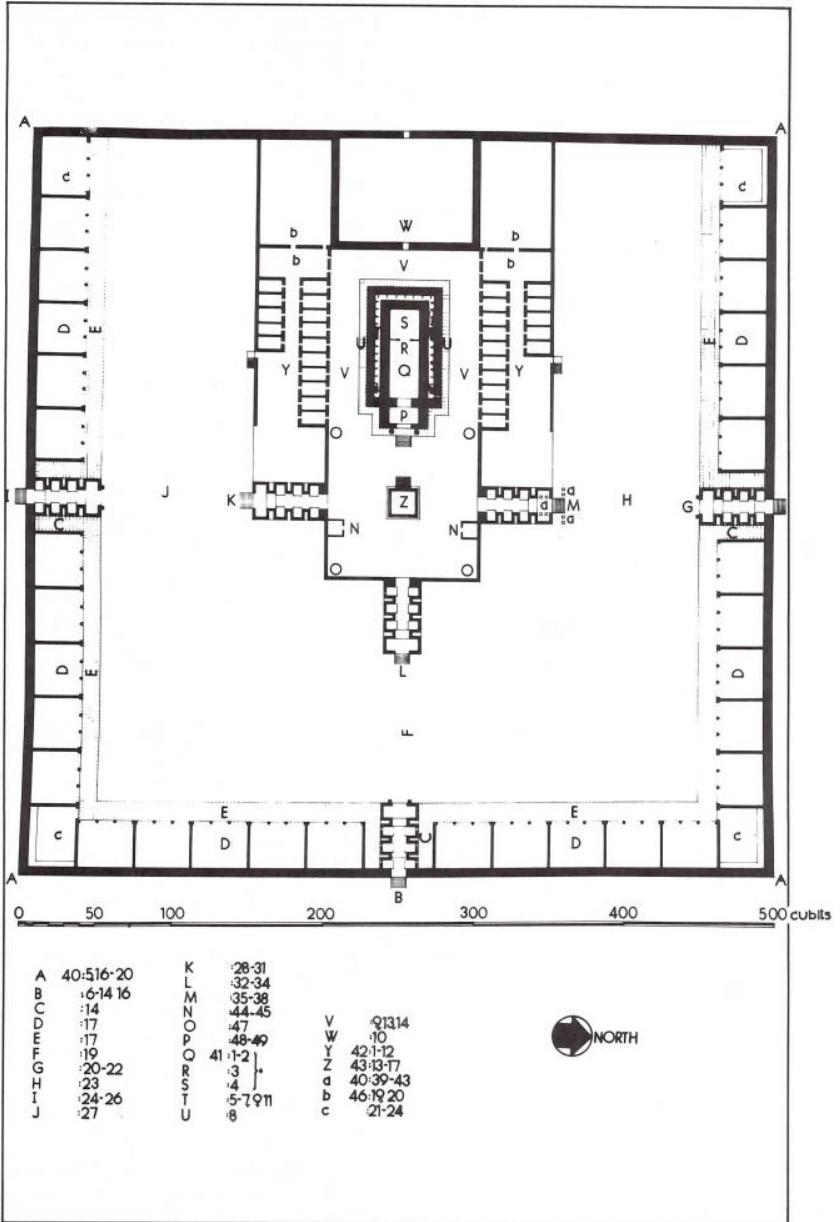 A A
c c
b b
W
b b
V
D E S E D
U R U
Y V Q V Y
P
I J K Z a d M a H G
C N N C
L
D E E D
F
E E
c D C D c
A B A
0 50 100 200 300 400 500 cubits
A 40:5,16-20
B :6-14 16
C :14
D :17
E :17
F :19
G :20-22
H :23
I :24-26
J :27
K :28-31
L :32-34
M :35-38
N :44-45
O :47
P :48-49
Q 41:1-2
R :3
S :4
T :5-7,9,11
U :8
V :9,13,14
W :10
Y 42:1-12
Z 43:13-17
a 40:39-43
b 46:19,20
c :21-24
NORTH